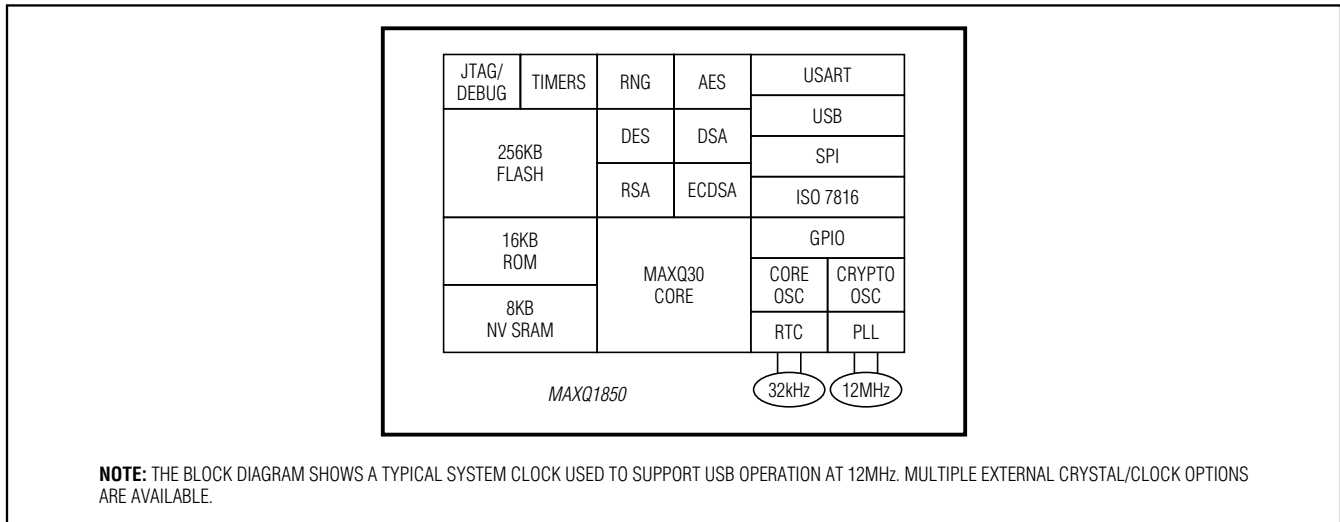 JTAG/
DEBUG
TIMERS
RNG
AES
USART
USB
256KB
FLASH
DES
DSA
SPI
RSA
ECDSA
ISO 7816
16KB
ROM
MAXQ30
CORE
GPIO
CORE
OSC
CRYPTO
OSC
8KB
NV SRAM
RTC
PLL
MAXQ1850
32kHz
12MHz
NOTE: THE BLOCK DIAGRAM SHOWS A TYPICAL SYSTEM CLOCK USED TO SUPPORT USB OPERATION AT 12MHz. MULTIPLE EXTERNAL CRYSTAL/CLOCK OPTIONS
ARE AVAILABLE.